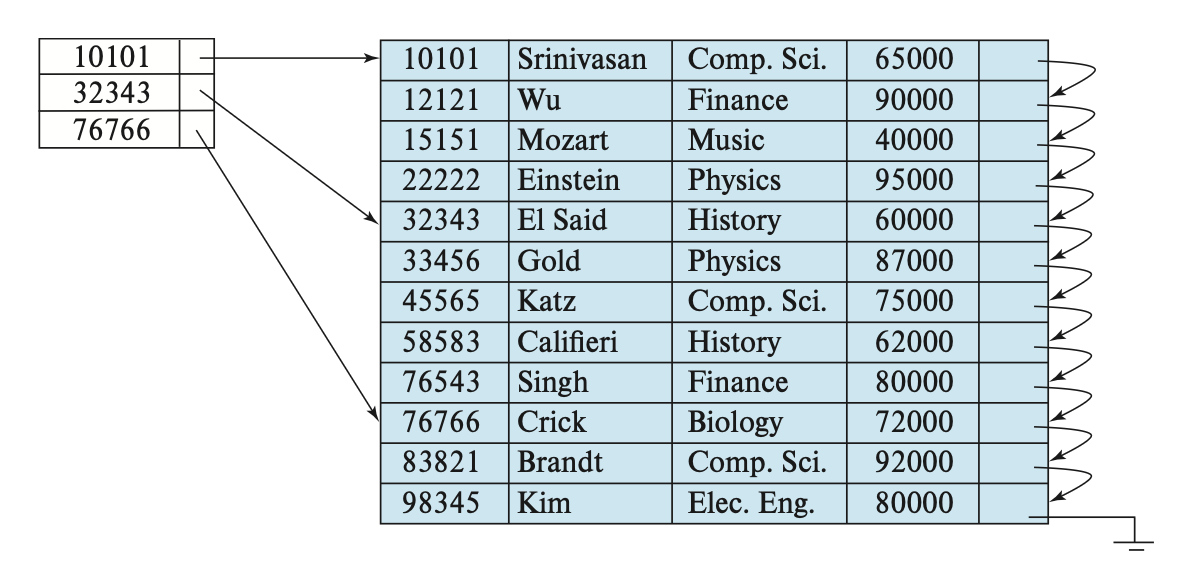 10101
32343
76766
10101 Srinivasan Comp. Sci. 65000
12121 Wu Finance 90000
15151 Mozart Music 40000
22222 Einstein Physics 95000
32343 El Said History 60000
33456 Gold Physics 87000
45565 Katz Comp. Sci. 75000
58583 Califieri History 62000
76543 Singh Finance 80000
76766 Crick Biology 72000
83821 Brandt Comp. Sci. 92000
98345 Kim Elec. Eng. 80000